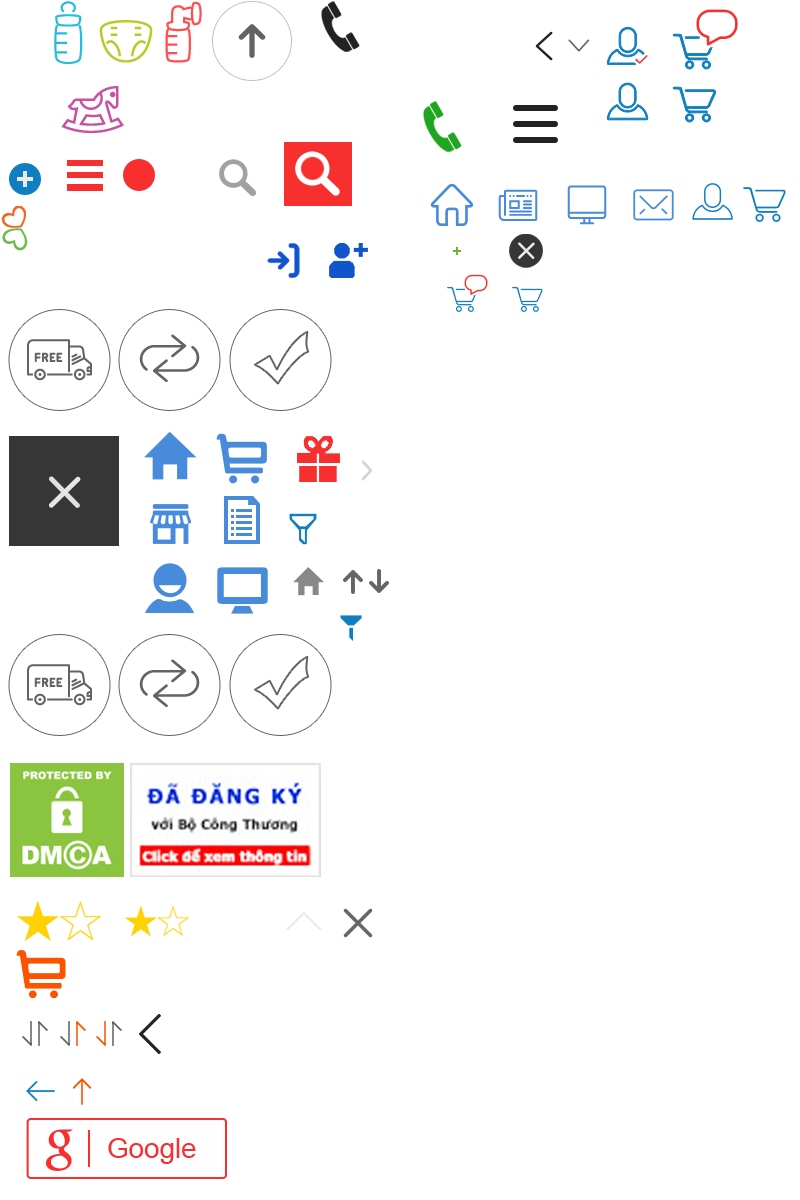 FREE
FREE
PROTECTED BY
DMCA
ĐÃ ĐĂNG KÝ
với Bộ Công Thương
Click để xem thông tin
g | Google